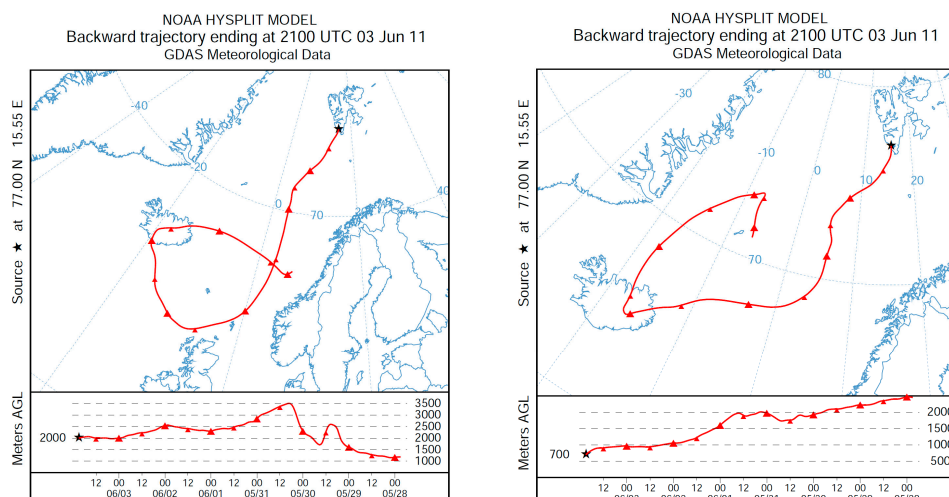 NOAA HYSPLIT MODEL
Backward trajectory ending at 2100 UTC 03 Jun 11
GDAS Meteorological Data
Source ★ at 77.00 N 15.55 E
-40
-20
0
70
20
40
Meters AGL
2000
3500
3000
2500
2000
1500
1000
12 00 12 00 12 00 12 00 12 00 12 00 12 00
06/03 06/02 06/01 05/31 05/30 05/29 05/28
NOAA HYSPLIT MODEL
Backward trajectory ending at 2100 UTC 03 Jun 11
GDAS Meteorological Data
Source ★ at 77.00 N 15.55 E
80
-30
-10
0
10
20
70
Meters AGL
700
2000
1500
1000
500
12 00 12 00 12 00 12 00 12 00 12 00 12 00